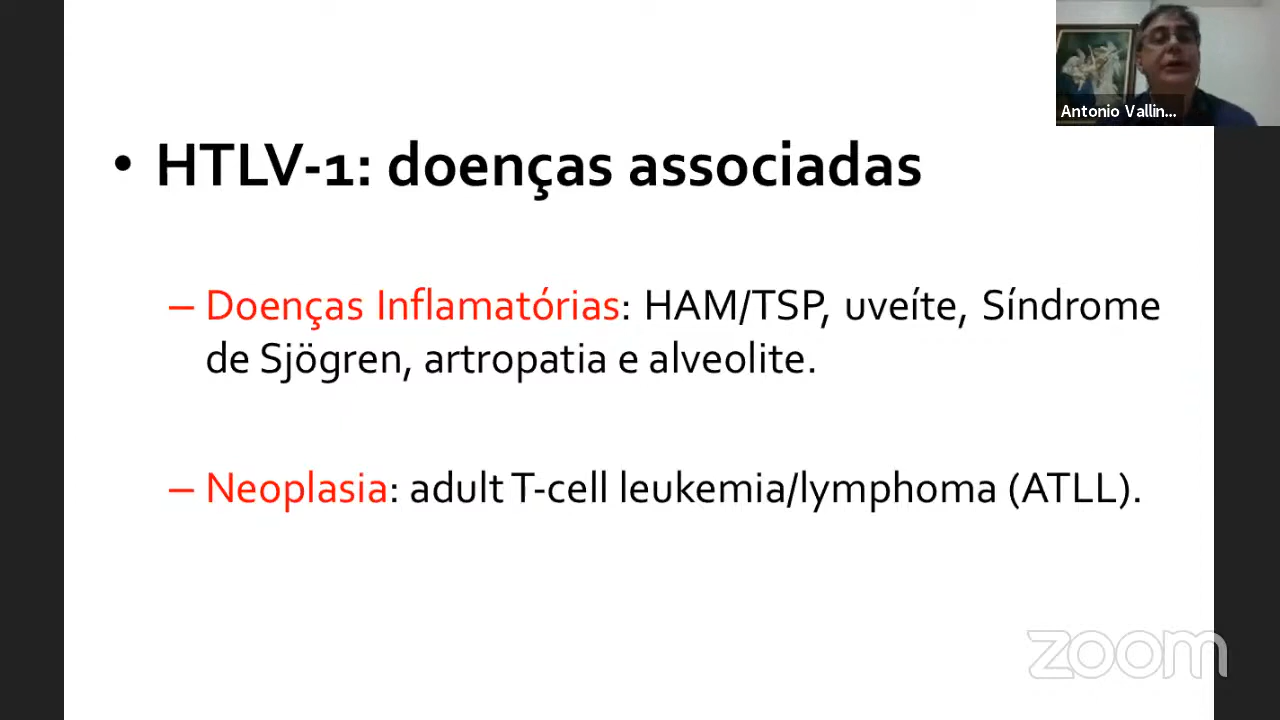 Antonio Vallin...
• HTLV-1: doenças associadas
– Doenças Inflamatórias: HAM/TSP, uveíte, Síndrome
de Sjögren, artropatia e alveolite.
– Neoplasia: adult T-cell leukemia/lymphoma (ATLL).
zoom